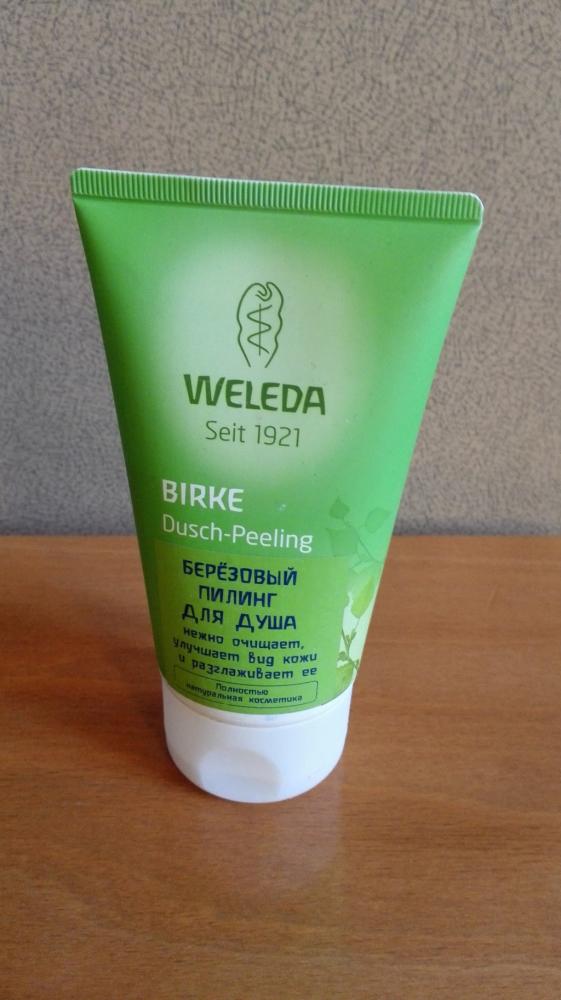 WELEDA
Seit 1921
BIRKE
Dusch-Peeling
БЕРЁЗОВЫЙ
ПИЛИНГ
ДЛЯ ДУША
нежно очищает,
улучшает вид кожи
и разглаживает ее
Полностью
натуральная косметика